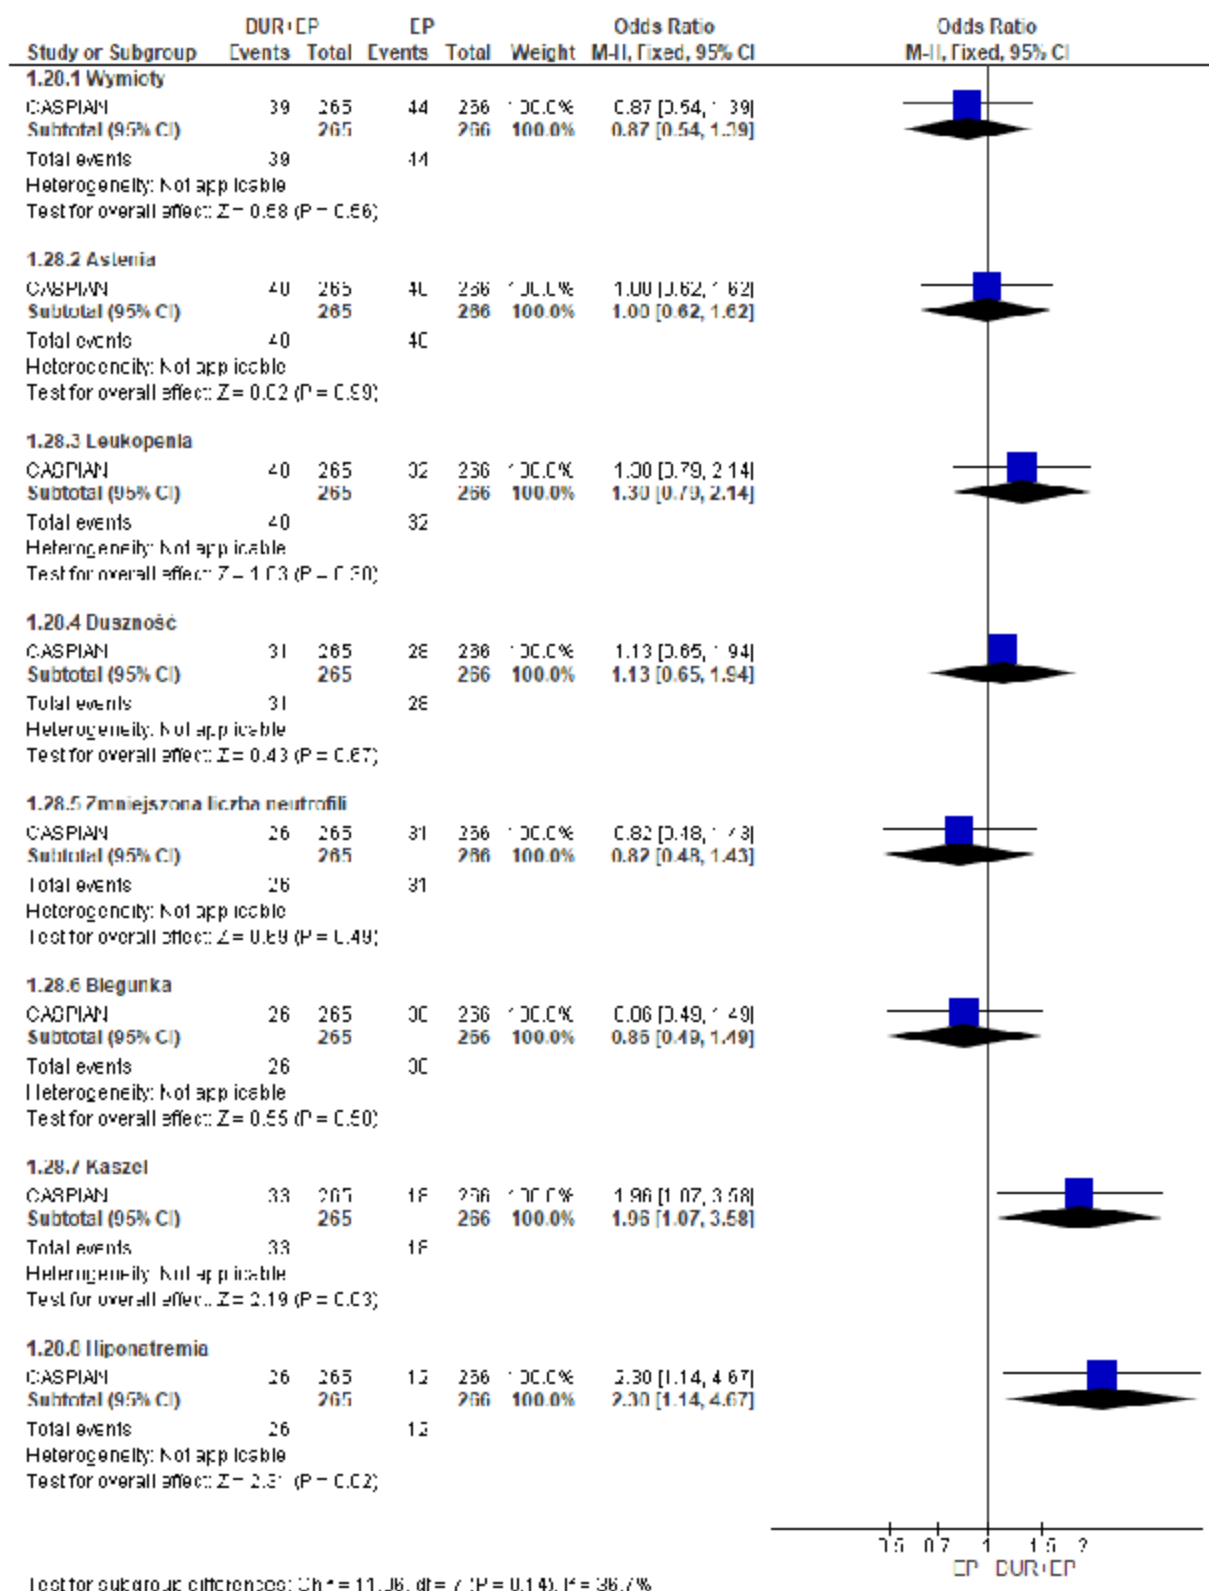 DUR+EP EP Odds Ratio Odds Ratio
Study or Subgroup Events Total Events Total Weight M-H, Fixed, 95% CI M-H, Fixed, 95% CI
1.28.1 Wymioty
CASPIAN 39 265 44 266 100.0% 0.87 [0.54, 1.39]
Subtotal (95% CI) 265 266 100.0% 0.87 [0.54, 1.39]
Total events 39 44
Heterogeneity: Not applicable
Test for overall effect: Z = 0.58 (P = 0.56)
1.28.2 Astenia
CASPIAN 40 265 40 266 100.0% 1.00 [0.62, 1.62]
Subtotal (95% CI) 265 266 100.0% 1.00 [0.62, 1.62]
Total events 40 40
Heterogeneity: Not applicable
Test for overall effect: Z = 0.02 (P = 0.99)
1.28.3 Leukopenia
CASPIAN 40 265 32 266 100.0% 1.30 [0.79, 2.14]
Subtotal (95% CI) 265 266 100.0% 1.30 [0.79, 2.14]
Total events 40 32
Heterogeneity: Not applicable
Test for overall effect: Z = 1.03 (P = 0.30)
1.28.4 Duszność
CASPIAN 31 265 28 266 100.0% 1.13 [0.65, 1.94]
Subtotal (95% CI) 265 266 100.0% 1.13 [0.65, 1.94]
Total events 31 28
Heterogeneity: Not applicable
Test for overall effect: Z = 0.43 (P = 0.67)
1.28.5 Zmniejszona liczba neutrofili
CASPIAN 26 265 31 266 100.0% 0.82 [0.48, 1.43]
Subtotal (95% CI) 265 266 100.0% 0.82 [0.48, 1.43]
Total events 26 31
Heterogeneity: Not applicable
Test for overall effect: Z = 0.69 (P = 0.49)
1.28.6 Biegunka
CASPIAN 26 265 30 266 100.0% 0.86 [0.49, 1.49]
Subtotal (95% CI) 265 266 100.0% 0.86 [0.49, 1.49]
Total events 26 30
Heterogeneity: Not applicable
Test for overall effect: Z = 0.55 (P =
1.28.7 Kaszel
CASPIAN 33 265 18 266 100.0% 1.96 [1.07, 3.58]
Subtotal (95% CI) 265 266 100.0% 1.96 [1.07, 3.58]
Total events 33 18
Heterogeneity: Not applicable
Test for overall effect: Z = 2.19 (P = 0.03)
1.28.8 Hiponatremia
CASPIAN 26 265 12 266 100.0% 2.30 [1.14, 4.67]
Subtotal (95% CI) 265 266 100.0% 2.30 [1.14, 4.67]
Total events 26 12
Heterogeneity: Not applicable
Test for overall effect: Z = 2.31 (P = 0.02)
0.5 0.7 1 1.5 2
EP DUR+EP
Test for subgroup differences: Chi² = 11.06, df = 7 (P = 0.14), I² = 36.7%